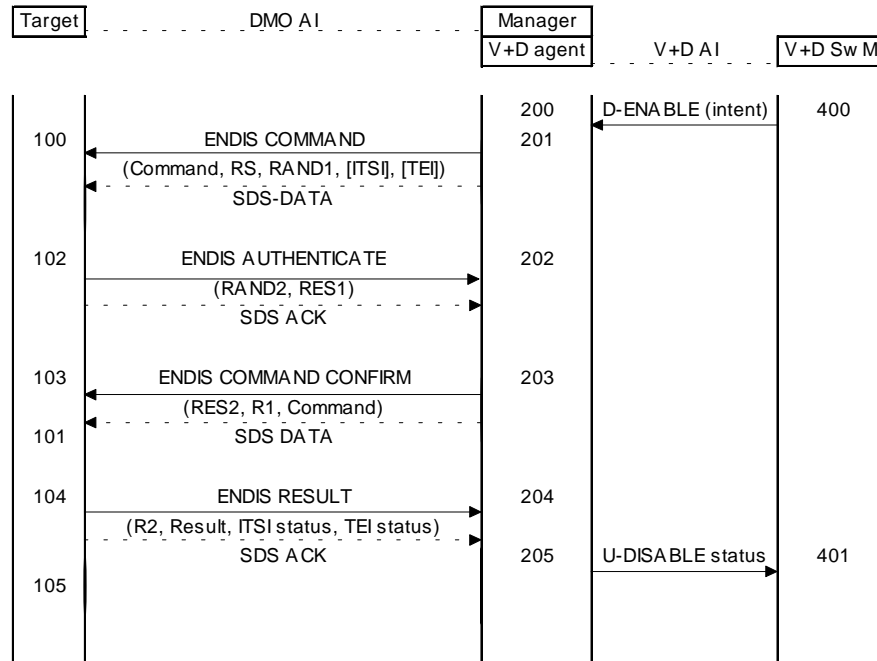 Target DMO AI Manager
V+D agent V+D AI V+D Sw M
200 D-ENABLE (intent) 400
100 ENDIS COMMAND 201
(Command, RS, RAND1, [ITSI], [TEI])
SDS-DATA
102 ENDIS AUTHENTICATE 202
(RAND2, RES1)
SDS ACK
103 ENDIS COMMAND CONFIRM 203
(RES2, R1, Command)
101 SDS DATA
104 ENDIS RESULT 204
(R2, Result, ITSI status, TEI status)
SDS ACK 205 U-DISABLE status 401
105